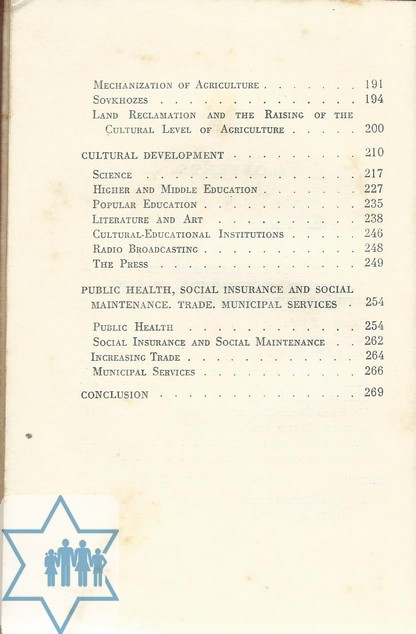 Mechanization of Agriculture . . . . . . . 191
Sovkhozes . . . . . . . . . . . . . 194
Land Reclamation and the Raising of the
Cultural Level of Agriculture . . . . . 200
CULTURAL DEVELOPMENT . . . . . . . . . 210
Science . . . . . . . . . . . . . . 217
Higher and Middle Education . . . . . . . 227
Popular Education . . . . . . . . . . 235
Literature and Art . . . . . . . . . . 238
Cultural-Educational Institutions . . . . . 246
Radio Broadcasting . . . . . . . . . . 248
The Press . . . . . . . . . . . . . 249
PUBLIC HEALTH, SOCIAL INSURANCE AND SOCIAL
MAINTENANCE. TRADE. MUNICIPAL SERVICES . 254
Public Health . . . . . . . . . . . 254
Social Insurance and Social Maintenance . . 262
Increasing Trade . . . . . . . . . . . 264
Municipal Services . . . . . . . . . . 266
CONCLUSION . . . . . . . . . . . . . 269